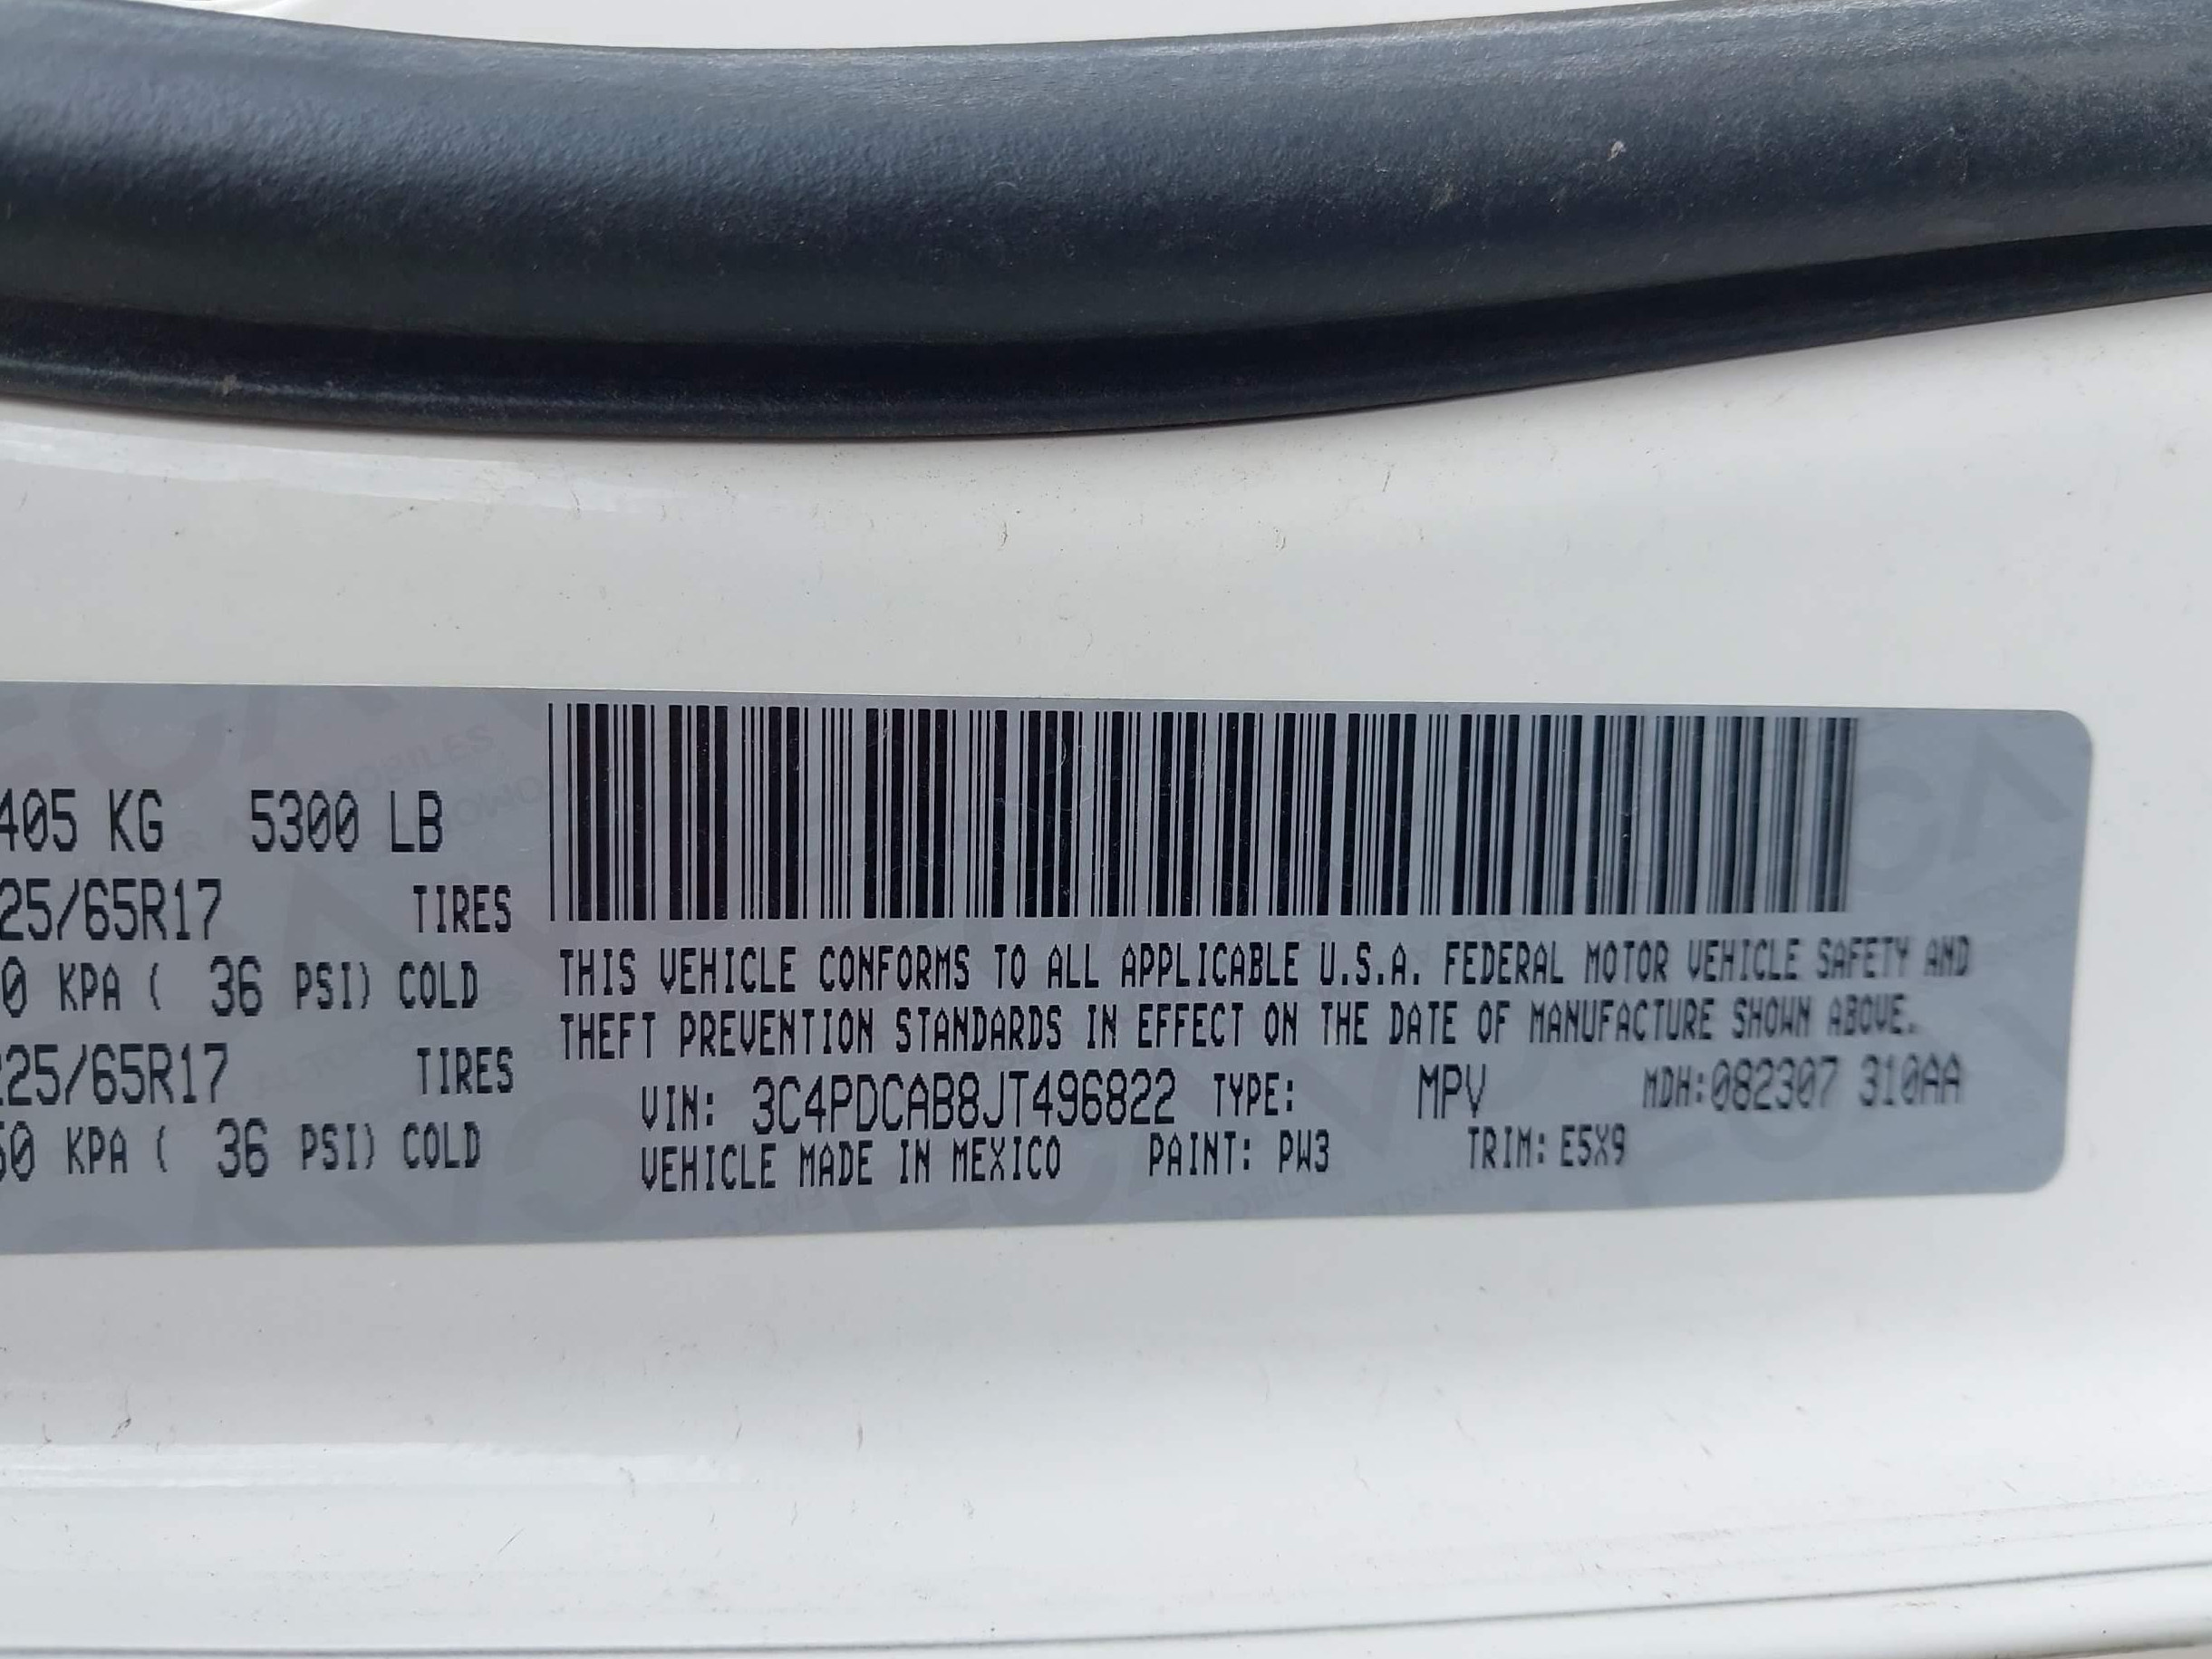 405 KG 5300 LB
25/65R17 TIRES
0 KPA ( 36 PSI) COLD
225/65R17 TIRES
50 KPA ( 36 PSI) COLD
THIS VEHICLE CONFORMS TO ALL APPLICABLE U.S.A. FEDERAL MOTOR VEHICLE SAFETY AND
THEFT PREVENTION STANDARDS IN EFFECT ON THE DATE OF MANUFACTURE SHOWN ABOVE.
VIN: 3C4PDCAB8JT496822 TYPE: MPV MDH:082307 310AA
VEHICLE MADE IN MEXICO PAINT: PW3 TRIM: E5X9